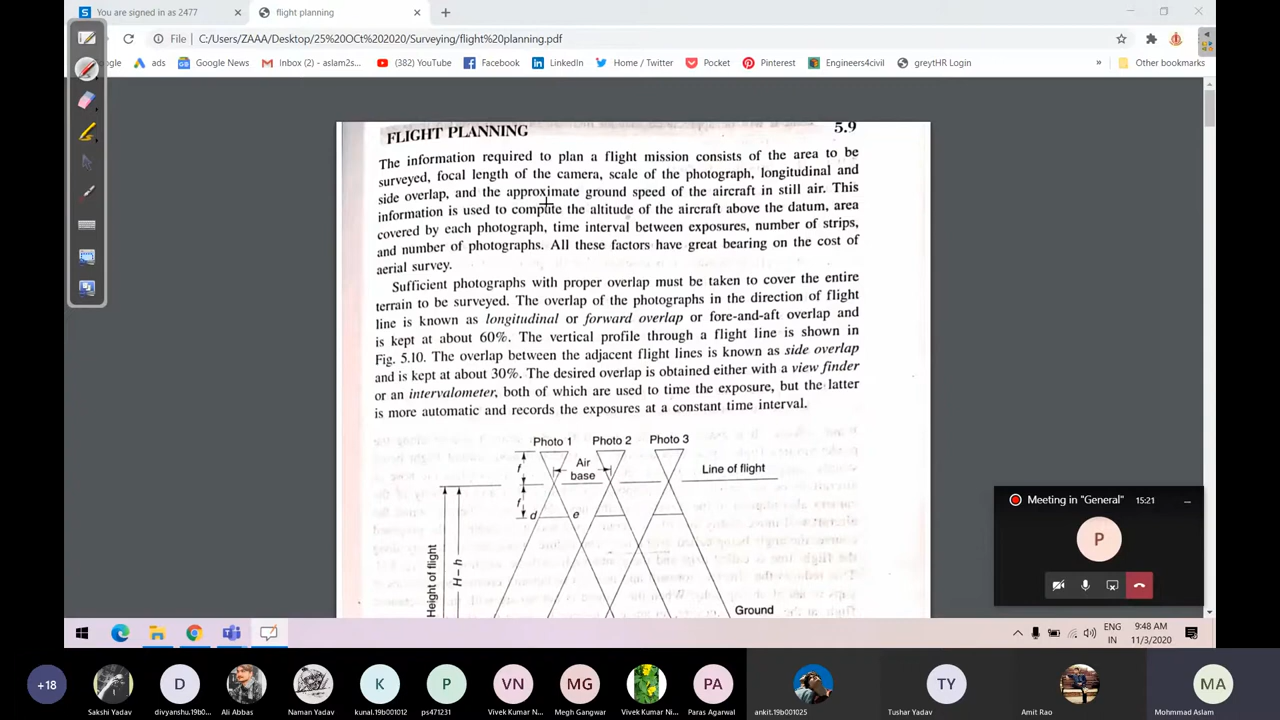 You are signed in as 2477
flight planning
File C:/Users/ZAAA/Desktop/25%20OCt%202020/Surveying/flight%20planning.pdf
ogle ads Google News Inbox (2) - aslam2s... (382) YouTube Facebook LinkedIn Home / Twitter Pocket Pinterest Engineers4civil greytHR Login » Other bookmarks
FLIGHT PLANNING 5.9
The information required to plan a flight mission consists of the area to be
surveyed, focal length of the camera, scale of the photograph, longitudinal and
side overlap, and the approximate ground speed of the aircraft in still air. This
information is used to compute the altitude of the aircraft above the datum, area
covered by each photograph, time interval between exposures, number of strips,
and number of photographs. All these factors have great bearing on the cost of
aerial survey.
Sufficient photographs with proper overlap must be taken to cover the entire
terrain to be surveyed. The overlap of the photographs in the direction of flight
line is known as longitudinal or forward overlap or fore-and-aft overlap and
is kept at about 60%. The vertical profile through a flight line is shown in
Fig. 5.10. The overlap between the adjacent flight lines is known as side overlap
and is kept at about 30%. The desired overlap is obtained either with a view finder
or an intervalometer, both of which are used to time the exposure, but the latter
is more automatic and records the exposures at a constant time interval.
Photo 1 Photo 2 Photo 3
f
Air
base
Line of flight
f
d e
Height of flight
H – h
Ground
Meeting in "General" 15:21
P
ENG
IN
9:48 AM
11/3/2020
+18 D K P VN MG PA TY MA
Sakshi Yadav divyanshu.19b0... Ali Abbas Naman Yadav kunal.19b001012 ps471231 Vivek Kumar N... Megh Gangwar Vivek Kumar Ni... Paras Agarwal ankit.19b001025 Tushar Yadav Amit Rao Mohmmad Aslam